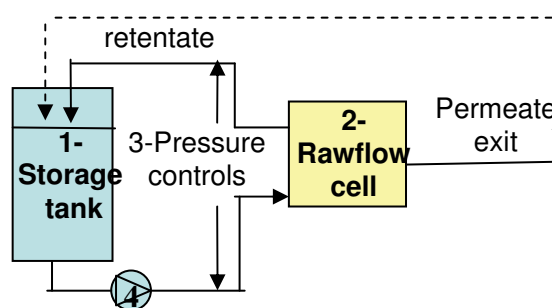 retentate
1-
Storage
tank
3-Pressure
controls
2-
Rawflow
cell
Permeate
exit
4